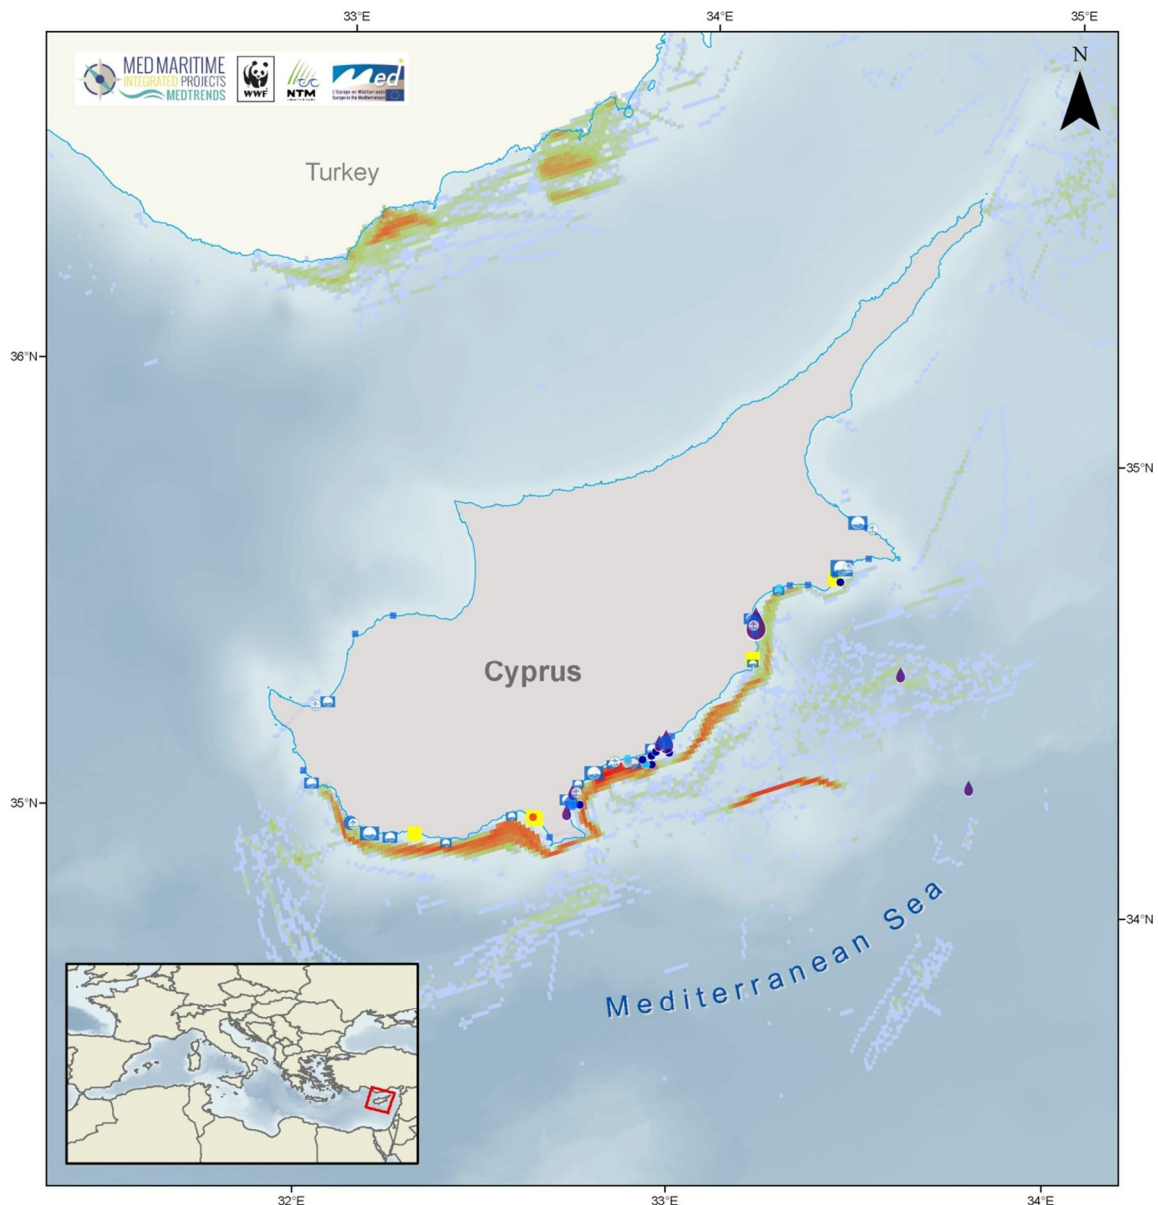 33°E
34°E
35°E
MED MARITIME
INTEGRATED PROJECTS
MEDTRENDS
WWF
NTM
Med
N
Turkey
36°N
35°N
Cyprus
35°N
34°N
Mediterranean Sea
32°E
33°E
34°E